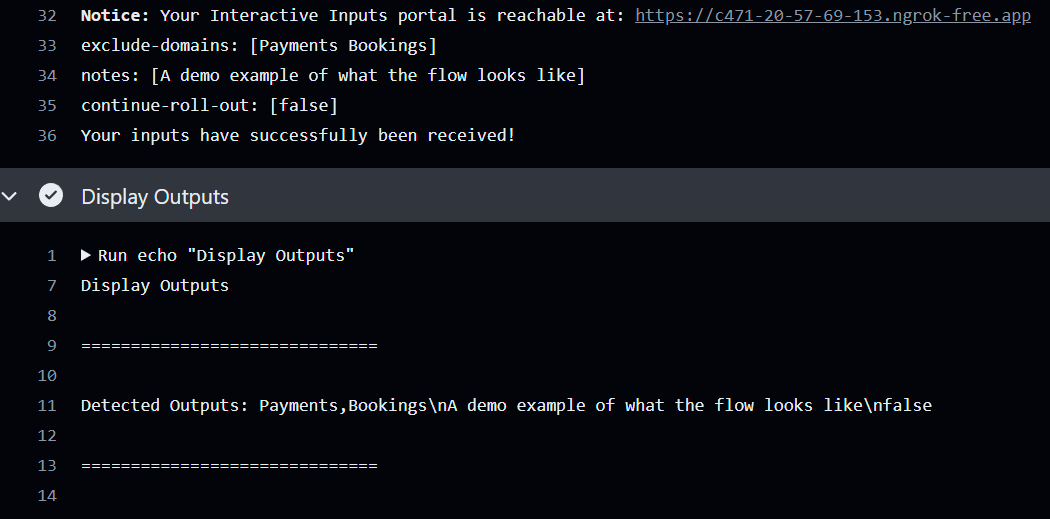 32 Notice: Your Interactive Inputs portal is reachable at: https://c471-20-57-69-153.ngrok-free.app
33 exclude-domains: [Payments Bookings]
34 notes: [A demo example of what the flow looks like]
35 continue-roll-out: [false]
36 Your inputs have successfully been received!
Display Outputs
1 Run echo "Display Outputs"
7 Display Outputs
8
9 ==============================
10
11 Detected Outputs: Payments,Bookings\nA demo example of what the flow looks like\nfalse
12
13 ==============================
14